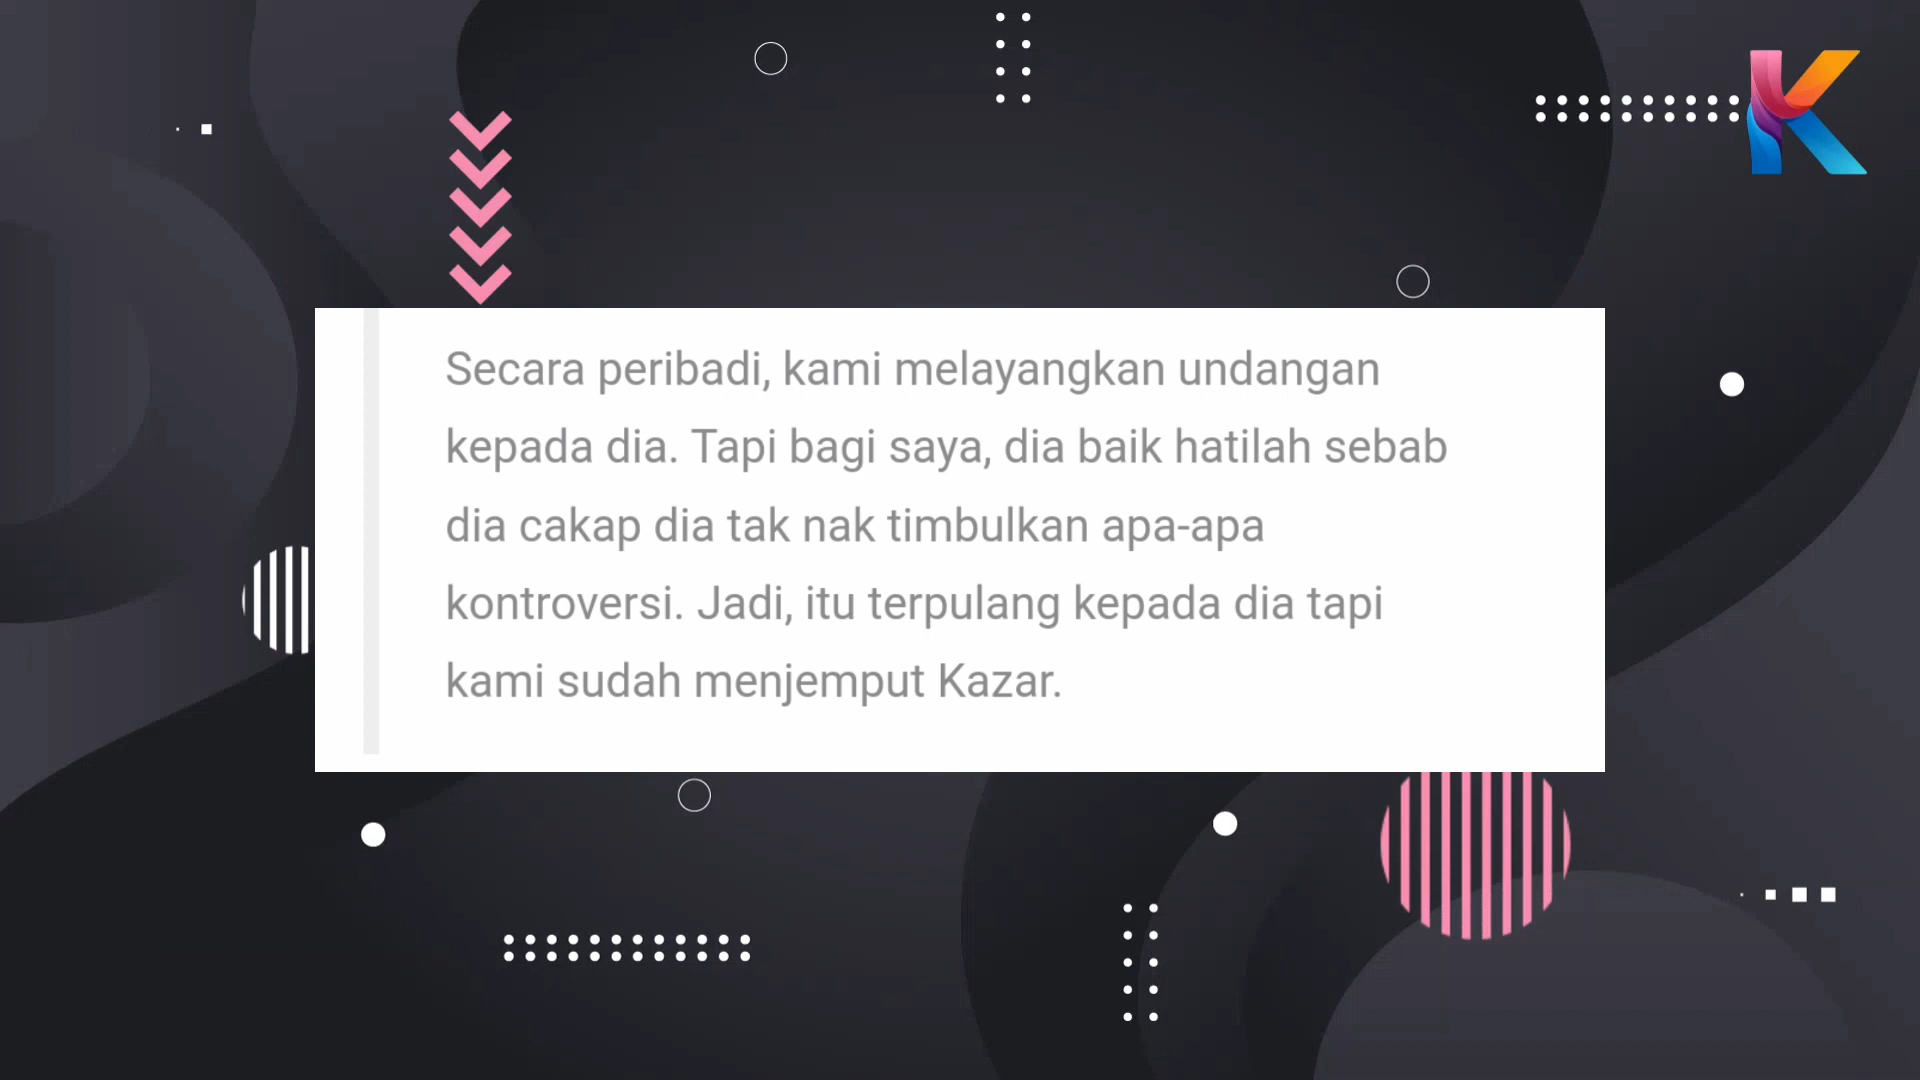 K
Secara peribadi, kami melayangkan undangan
kepada dia. Tapi bagi saya, dia baik hatilah sebab
dia cakap dia tak nak timbulkan apa-apa
kontroversi. Jadi, itu terpulang kepada dia tapi
kami sudah menjemput Kazar.